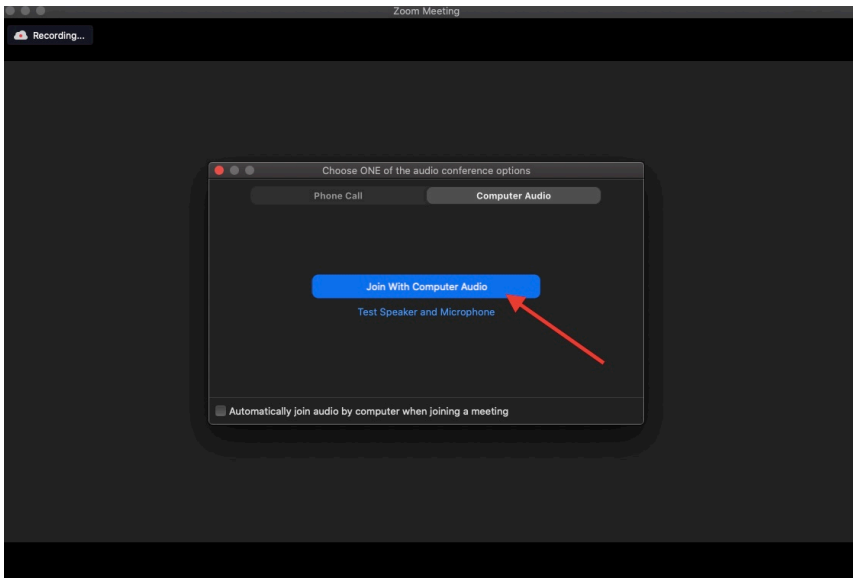 Zoom Meeting
Recording...
Choose ONE of the audio conference options
Phone Call
Computer Audio
Join With Computer Audio
Test Speaker and Microphone
Automatically join audio by computer when joining a meeting